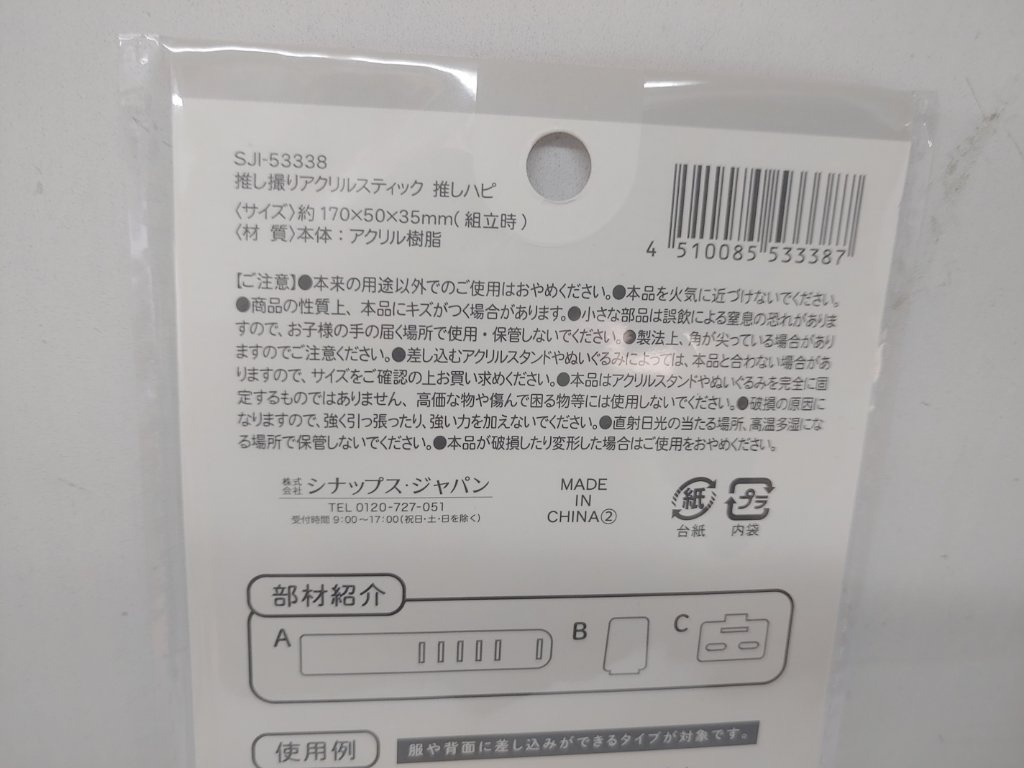 SJI-53338
推し撮りアクリルスティック 推しハピ
〈サイズ〉約170×50×35mm(組立時)
〈材 質〉本体：アクリル樹脂
4 510085 533387
【ご注意】●本来の用途以外でのご使用はおやめください。●本品を火気に近づけないでください。
●商品の性質上、本品にキズがつく場合があります。●小さな部品は誤飲による窒息の恐れがありま
すので、お子様の手の届く場所で使用・保管しないでください。●製法上、角が尖っている場合があり
ますのでご注意ください。●差し込むアクリルスタンドやぬいぐるみによっては、本品と合わない場合があ
りますので、サイズをご確認の上お買い求めください。●本品はアクリルスタンドやぬいぐるみを完全に固
定するものではありません、高価な物や傷んで困る物等には使用しないでください。●破損の原因に
なりますので、強く引っ張ったり、強い力を加えないでください。●直射日光の当たる場所、高温多湿にな
る場所で保管しないでください。●本品が破損したり変形した場合はご使用をおやめください。
株式会社 シナップス・ジャパン
TEL 0120-727-051
受付時間 9:00〜17:00(祝日・土・日を除く)
MADE
IN
CHINA②
紙 プラ
台紙 内袋
部材紹介
A B C
使用例 服や背面に差し込みができるタイプが対象です。